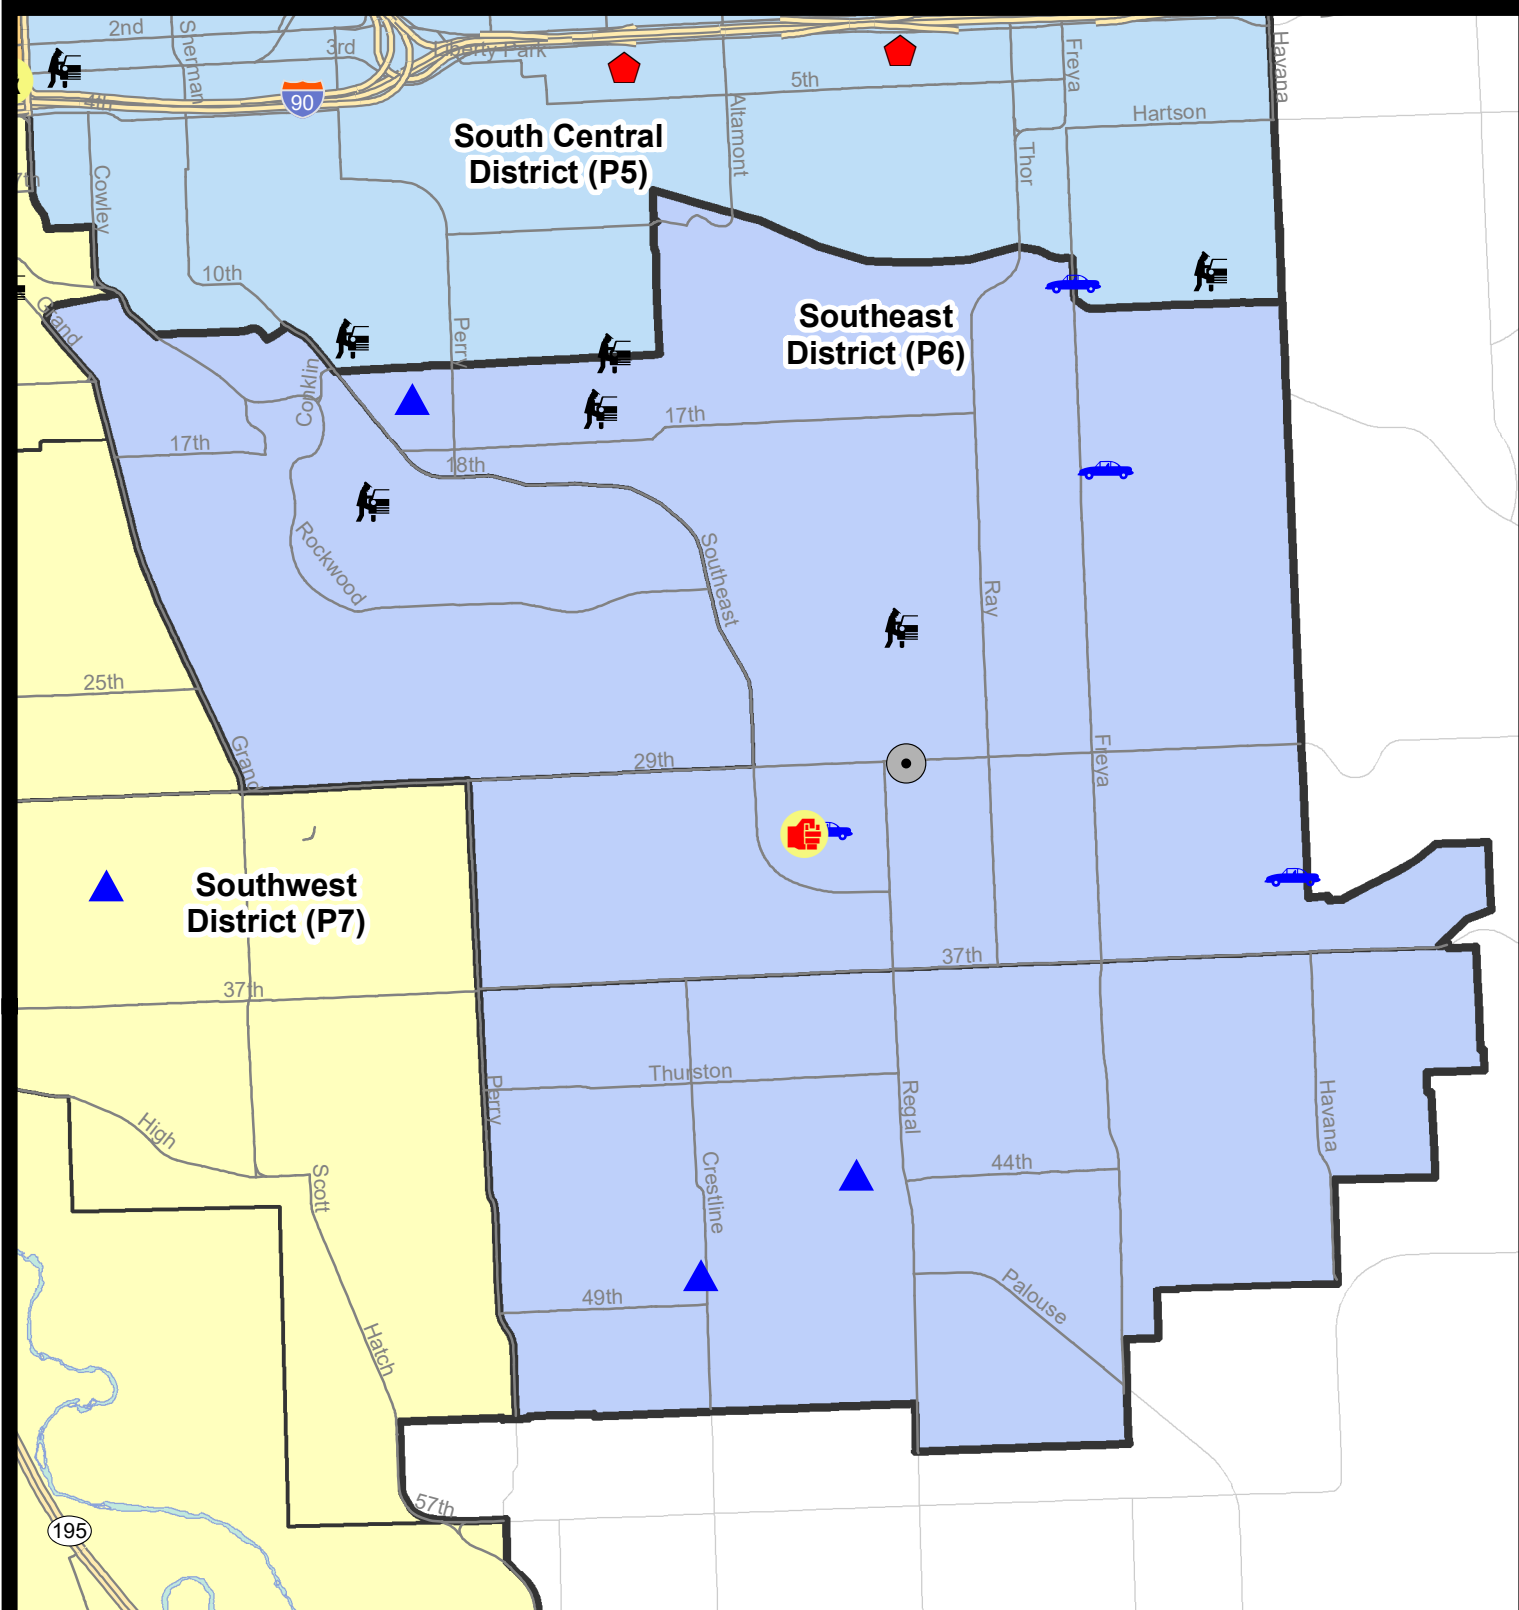 2nd
Sherman
3rd
Liberty Park
Freya
Havana
5th
90
4th
Altamont
Hartson
South Central
District (P5)
Thor
7th
Cowley
10th
Grand
Perry
Southeast
District (P6)
Conklin
17th
17th
18th
Rockwood
Southeast
Ray
25th
Grand
29th
Freya
Southwest
District (P7)
37th
37th
Thurston
Perry
Regal
Havana
High
Scott
Crestline
44th
49th
Palouse
Hatch
57th
195